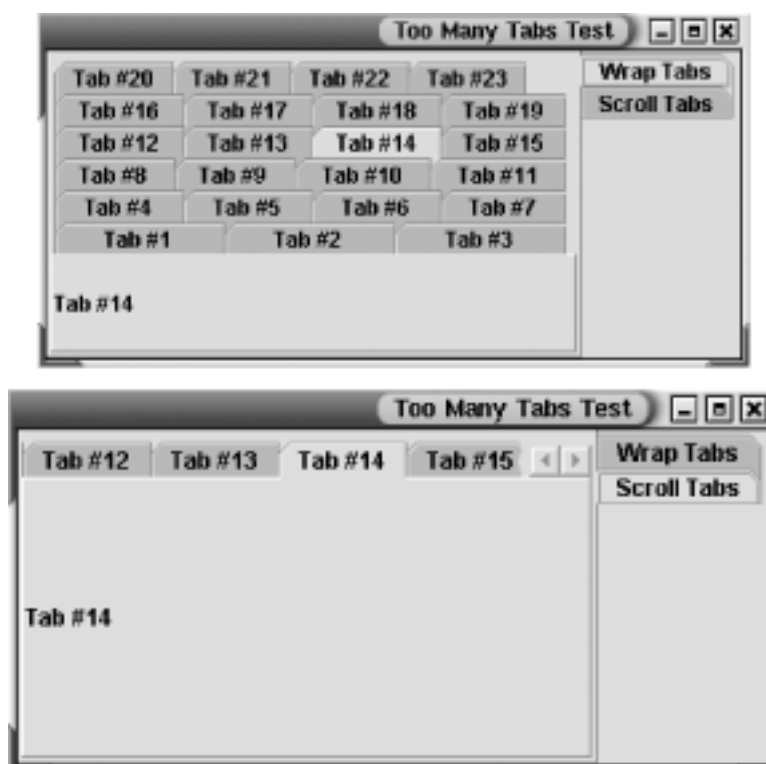 Too Many Tabs Test
Tab #20 Tab #21 Tab #22 Tab #23
Tab #16 Tab #17 Tab #18 Tab #19
Tab #12 Tab #13 Tab #14 Tab #15
Tab #8 Tab #9 Tab #10 Tab #11
Tab #4 Tab #5 Tab #6 Tab #7
Tab #1 Tab #2 Tab #3
Tab #14
Wrap Tabs
Scroll Tabs
Too Many Tabs Test
Tab #12 Tab #13 Tab #14 Tab #15
Tab #14
Wrap Tabs
Scroll Tabs